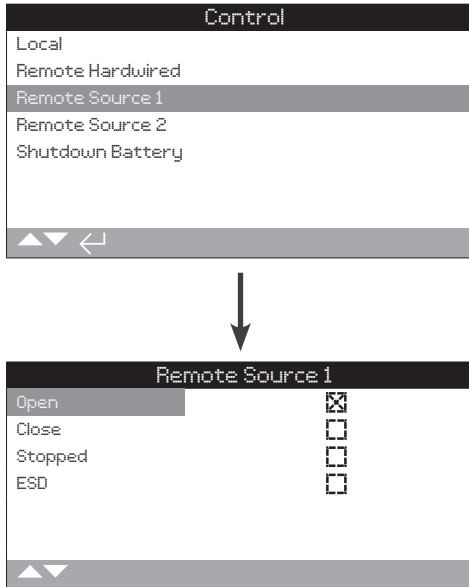 Control
Local
Remote Hardwired
Remote Source 1
Remote Source 2
Shutdown Battery
Remote Source 1
Open
Close
Stopped
ESD